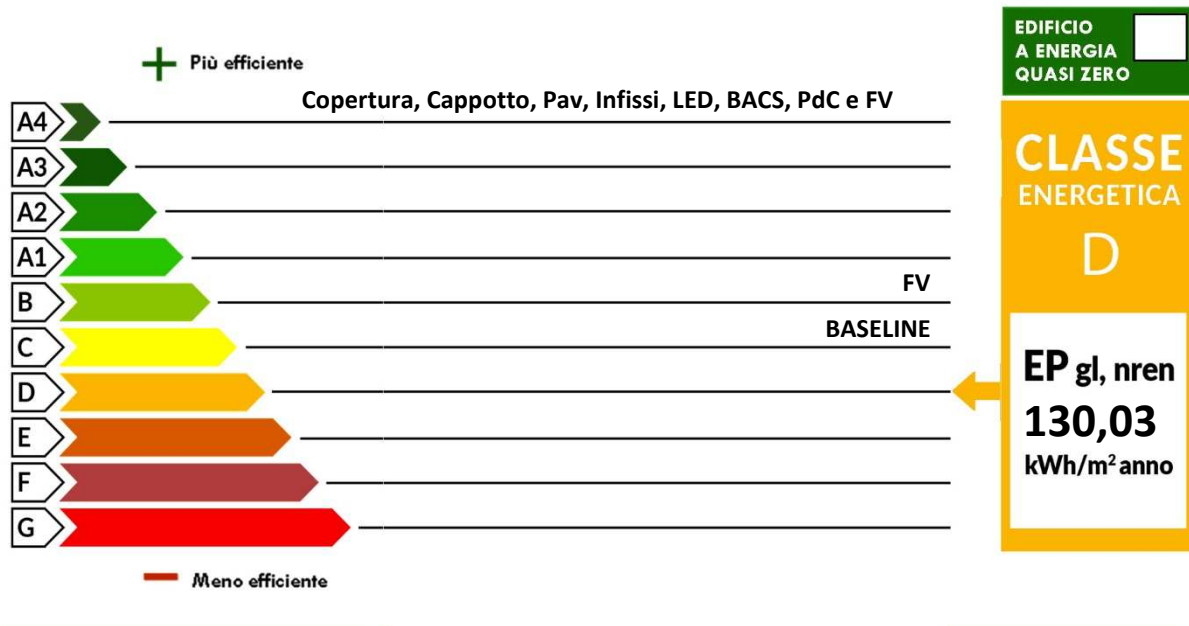 Più efficiente
Copertura, Cappotto, Pav, Infissi, LED, BACS, PdC e FV
A4
A3
A2
A1
FV
B
BASELINE
C
D
E
F
G
Meno efficiente
EDIFICIO
A ENERGIA
QUASI ZERO
CLASSE
ENERGETICA
D
EP gl, nren
130,03
kWh/m² anno